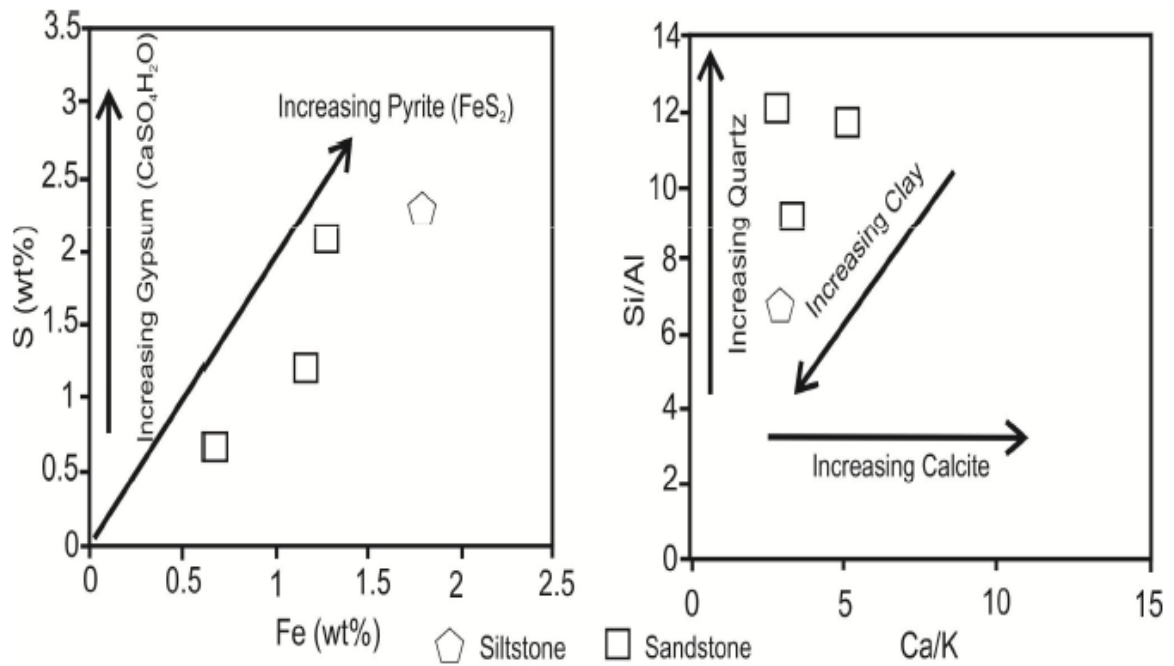 3.5
3
2.5
2
1.5
1
0.5
0
S (wt%)
Increasing Gypsum (CaSO₄H₂O)
Increasing Pyrite (FeS₂)
0
0.5
1
1.5
2
2.5
Fe (wt%)
14
12
10
8
6
4
2
0
Si/Al
Increasing Quartz
Increasing Clay
Increasing Calcite
0
5
10
15
Ca/K
Siltstone
Sandstone